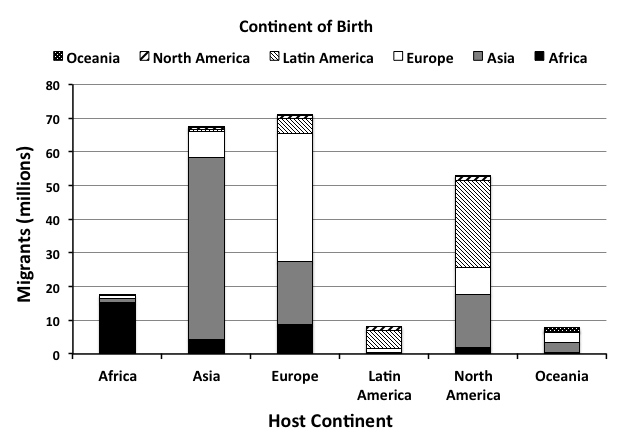 Continent of Birth
Oceania North America Latin America Europe Asia Africa
80
70
60
50
40
30
20
10
0
Migrants (millions)
Africa Asia Europe Latin America North America Oceania
Host Continent